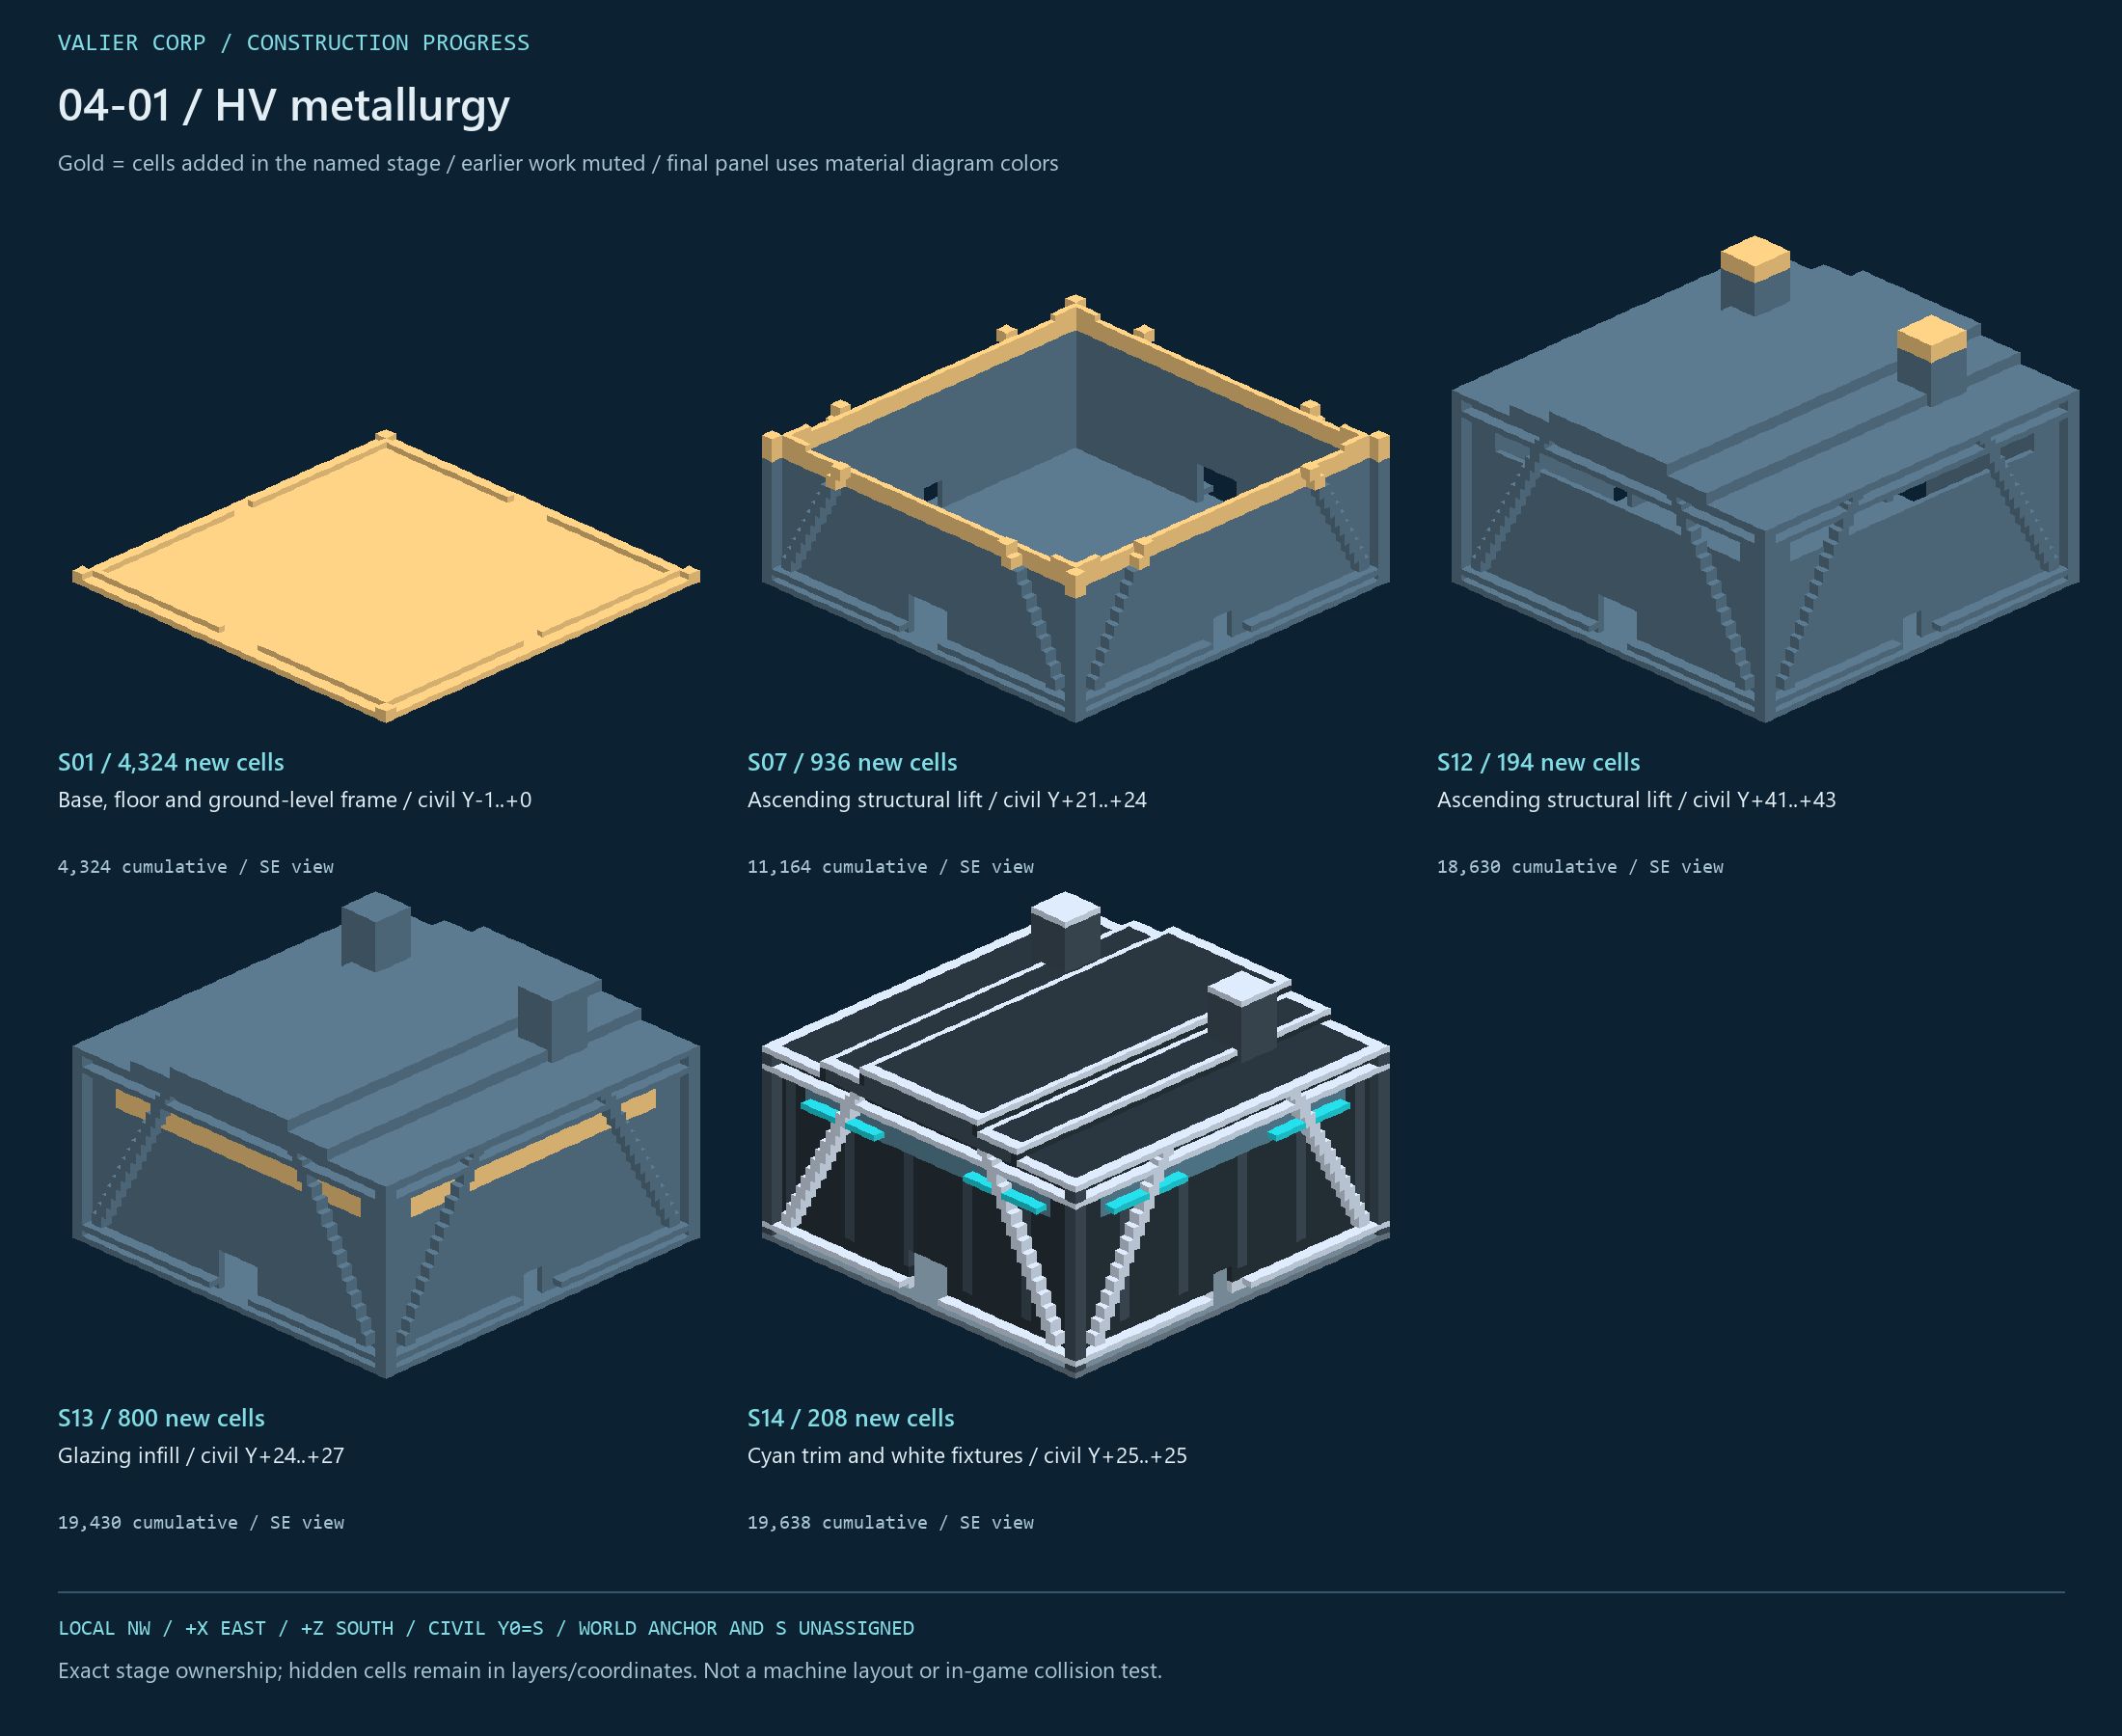 VALIER CORP / CONSTRUCTION PROGRESS
04-01 / HV metallurgy
Gold = cells added in the named stage / earlier work muted / final panel uses material diagram colors
S01 / 4,324 new cells
Base, floor and ground-level frame / civil Y-1..+0
4,324 cumulative / SE view
S07 / 936 new cells
Ascending structural lift / civil Y+21..+24
11,164 cumulative / SE view
S12 / 194 new cells
Ascending structural lift / civil Y+41..+43
18,630 cumulative / SE view
S13 / 800 new cells
Glazing infill / civil Y+24..+27
19,430 cumulative / SE view
S14 / 208 new cells
Cyan trim and white fixtures / civil Y+25..+25
19,638 cumulative / SE view
LOCAL NW / +X EAST / +Z SOUTH / CIVIL Y0=S / WORLD ANCHOR AND S UNASSIGNED
Exact stage ownership; hidden cells remain in layers/coordinates. Not a machine layout or in-game collision test.